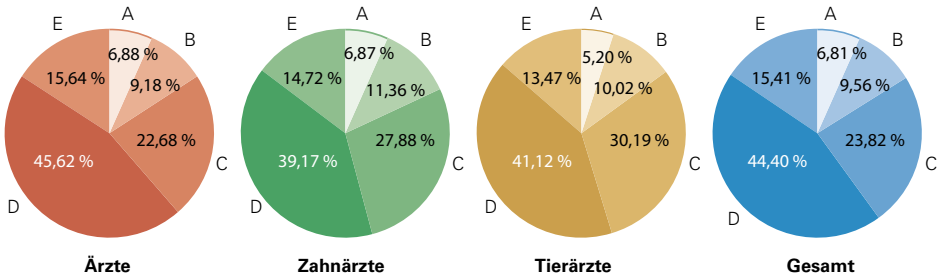 A
B
C
D
E
6,88 %
9,18 %
22,68 %
45,62 %
15,64 %
Ärzte
A
B
C
D
E
6,87 %
11,36 %
27,88 %
39,17 %
14,72 %
Zahnärzte
A
B
C
D
E
5,20 %
10,02 %
30,19 %
41,12 %
13,47 %
Tierärzte
A
B
C
D
E
6,81 %
9,56 %
23,82 %
44,40 %
15,41 %
Gesamt